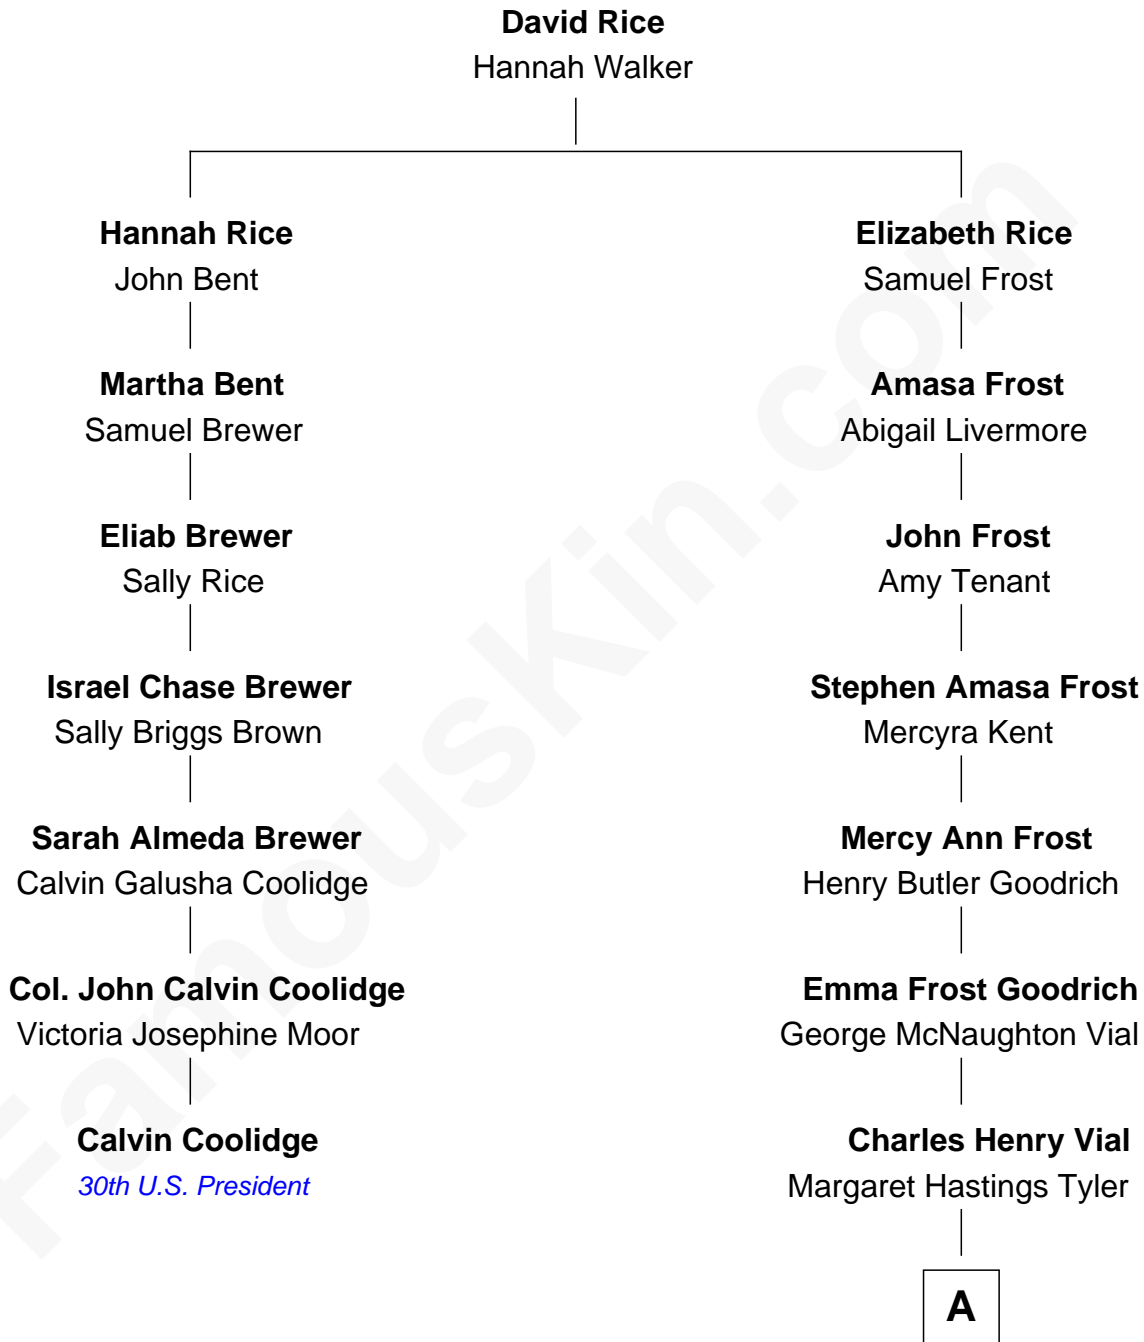 David Rice
Hannah Walker
Hannah Rice
John Bent
Elizabeth Rice
Samuel Frost
Martha Bent
Samuel Brewer
Amasa Frost
Abigail Livermore
Eliab Brewer
Sally Rice
John Frost
Amy Tenant
Israel Chase Brewer
Sally Briggs Brown
Stephen Amasa Frost
Mercyra Kent
Sarah Almeda Brewer
Calvin Galusha Coolidge
Mercy Ann Frost
Henry Butler Goodrich
Col. John Calvin Coolidge
Victoria Josephine Moor
Emma Frost Goodrich
George McNaughton Vial
Calvin Coolidge
30th U.S. President
Charles Henry Vial
Margaret Hastings Tyler
A
FamousKin.com